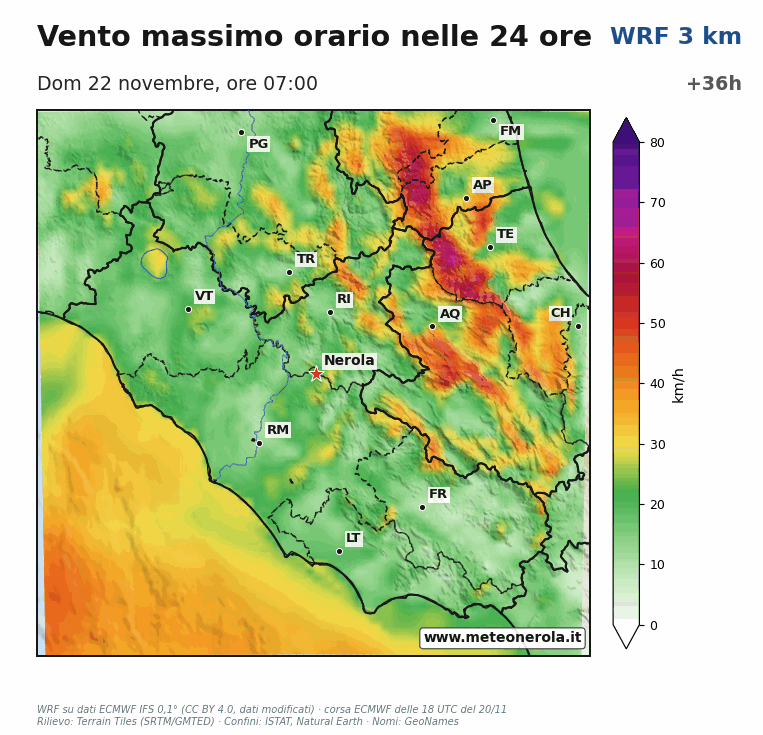 Vento massimo orario nelle 24 ore WRF 3 km
Dom 22 novembre, ore 07:00 +36h
FM
PG
AP
TE
TR
VT
RI
AQ
CH
Nerola
RM
FR
LT
www.meteonerola.it
80
70
60
50
40
30
20
10
0
km/h
WRF su dati ECMWF IFS 0,1° (CC BY 4.0, dati modificati) · corsa ECMWF delle 18 UTC del 20/11
Rilievo: Terrain Tiles (SRTM/GMTED) · Confini: ISTAT, Natural Earth · Nomi: GeoNames